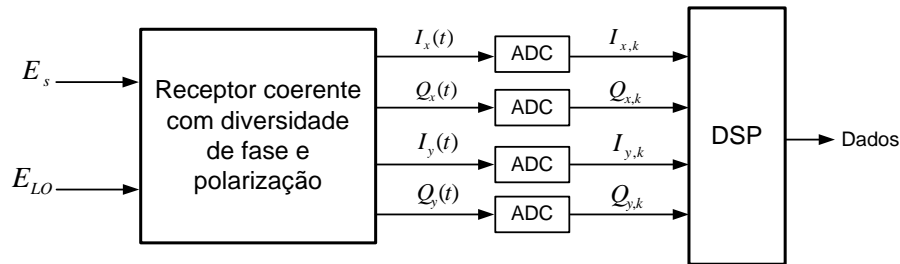 E_s
E_LO
Receptor coerente
com diversidade
de fase e
polarização
I_x(t)
ADC
I_x,k
Q_x(t)
ADC
Q_x,k
I_y(t)
ADC
I_y,k
Q_y(t)
ADC
Q_y,k
DSP
Dados